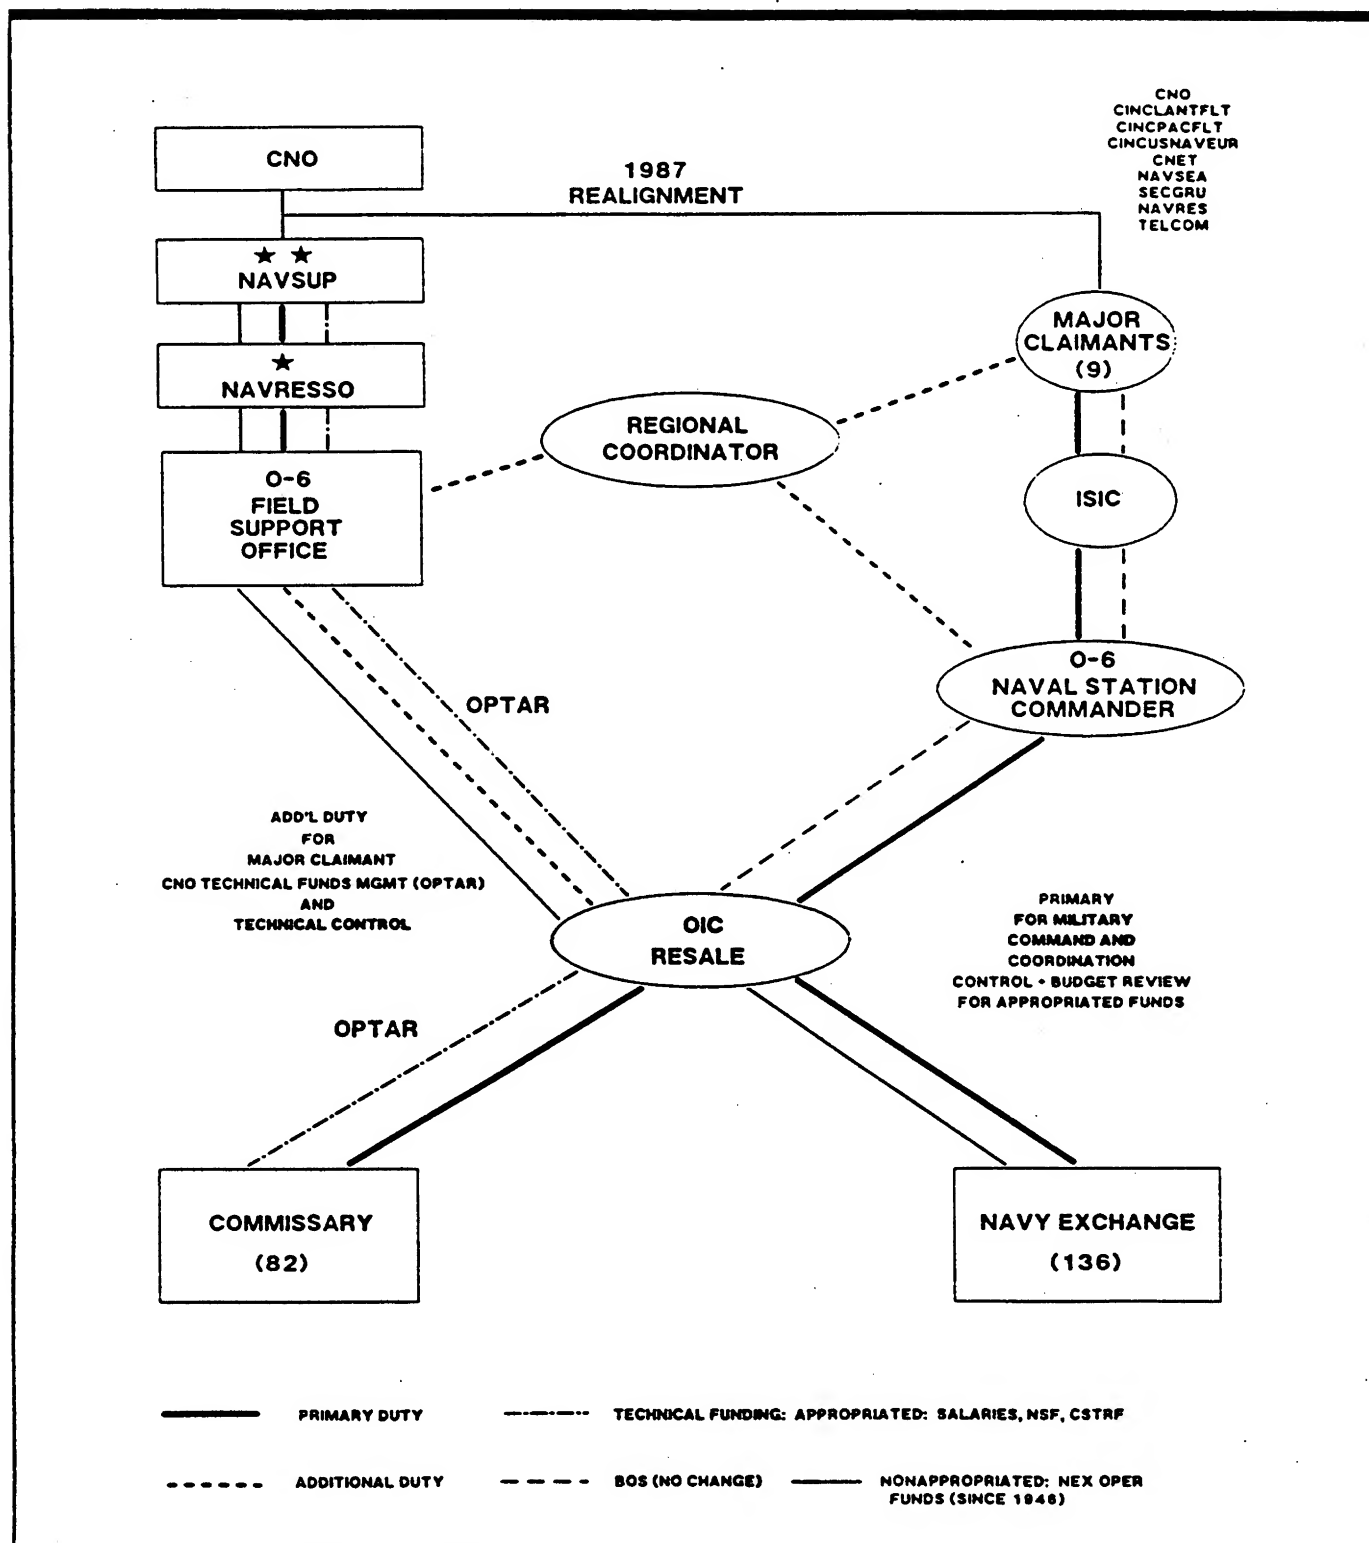 CNO
CINCLANTFLT
CINCPACFLT
CINCUSNAVEUR
CNET
NAVSEA
SECGRU
NAVRES
TELCOM
CNO
1987
REALIGNMENT
★ ★
NAVSUP
★
NAVRESSO
MAJOR
CLAIMANTS
(9)
REGIONAL
COORDINATOR
O-6
FIELD
SUPPORT
OFFICE
ISIC
O-6
NAVAL STATION
COMMANDER
OPTAR
ADD'L DUTY
FOR
MAJOR CLAIMANT
CNO TECHNICAL FUNDS MGMT (OPTAR)
AND
TECHNICAL CONTROL
OIC
RESALE
PRIMARY
FOR MILITARY
COMMAND AND
COORDINATION
CONTROL + BUDGET REVIEW
FOR APPROPRIATED FUNDS
OPTAR
COMMISSARY
(82)
NAVY EXCHANGE
(136)
PRIMARY DUTY
TECHNICAL FUNDING: APPROPRIATED: SALARIES, NSF, CSTRF
ADDITIONAL DUTY
BOS (NO CHANGE)
NONAPPROPRIATED: NEX OPER
FUNDS (SINCE 1946)